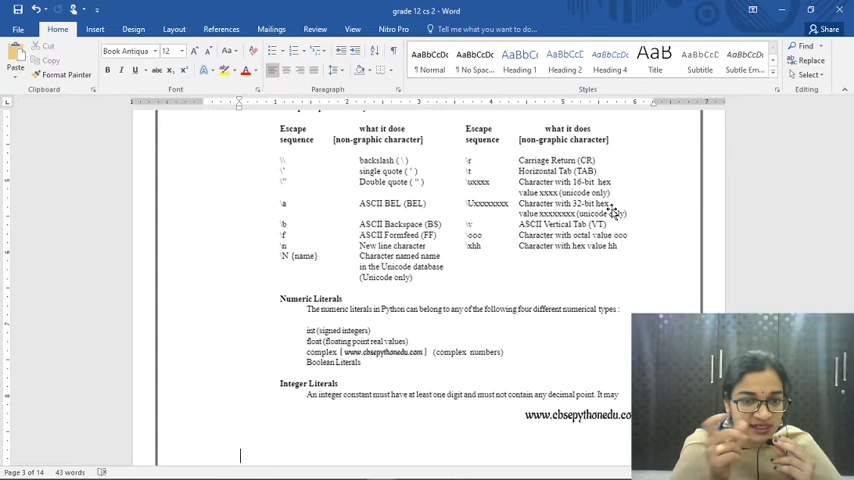 grade 12 cs 2 - Word
File Home Insert Design Layout References Mailings Review View Nitro Pro Tell me what you want to do... Share
Cut
Copy
Format Painter
Paste
Book Antiqua 12
AaBbCcDc AaBbCcDc AaBbC AaBbCc AaBbCc AaB AaBbCcD AaBbCcD
¶ Normal ¶ No Spac... Heading 1 Heading 2 Heading 4 Title Subtitle Subtle Em...
Find
Replace
Select
Clipboard Font Paragraph Styles Editing
Escape what it dose Escape what it does
sequence [non-graphic character] sequence [non-graphic character]
\\ backslash ( \ ) \r Carriage Return (CR)
\' single quote ( ' ) \t Horizontal Tab (TAB)
\" Double quote ( " ) \uxxxx Character with 16-bit hex
value xxxx (unicode only)
\a ASCII BEL (BEL) \Uxxxxxxxx Character with 32-bit hex
value xxxxxxxx (unicode only)
\b ASCII Backspace (BS) \v ASCII Vertical Tab (VT)
\f ASCII Formfeed (FF) \ooo Character with octal value ooo
\n New line character \xhh Character with hex value hh
\N {name} Character named name
in the Unicode database
(Unicode only)
Numeric Literals
The numeric literals in Python can belong to any of the following four different numerical types :
int (signed integers)
float (floating point real values)
complex [ www.cbsepythonedu.com ] (complex numbers)
Boolean Literals
Integer Literals
An integer constant must have at least one digit and must not contain any decimal point. It may
www.cbsepythonedu.co
Page 3 of 14 43 words